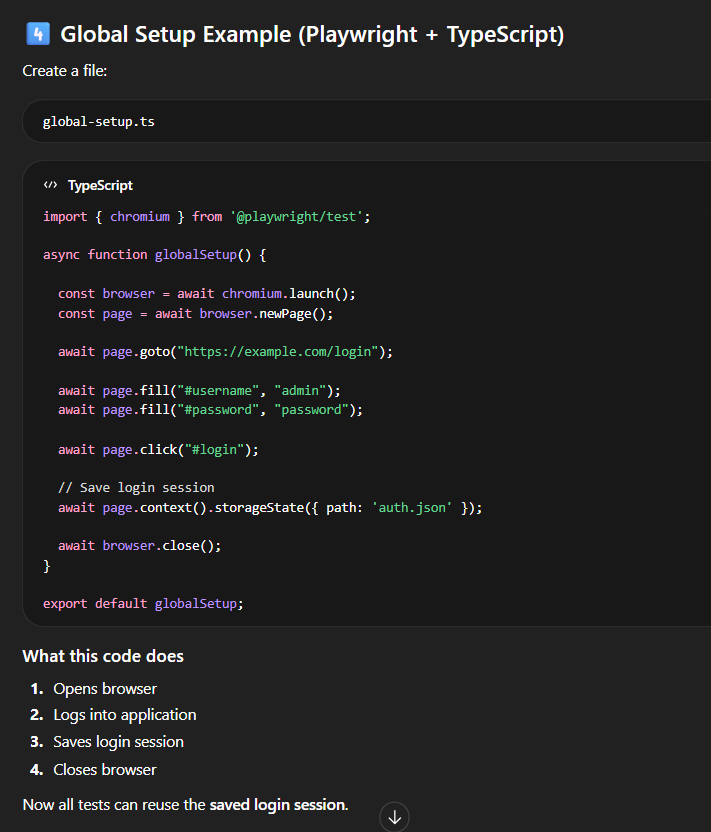 4 Global Setup Example (Playwright + TypeScript)
Create a file:
global-setup.ts
</> TypeScript
import { chromium } from '@playwright/test';
async function globalSetup() {
const browser = await chromium.launch();
const page = await browser.newPage();
await page.goto("https://example.com/login");
await page.fill("#username", "admin");
await page.fill("#password", "password");
await page.click("#login");
// Save login session
await page.context().storageState({ path: 'auth.json' });
await browser.close();
}
export default globalSetup;
What this code does
1. Opens browser
2. Logs into application
3. Saves login session
4. Closes browser
Now all tests can reuse the saved login session.